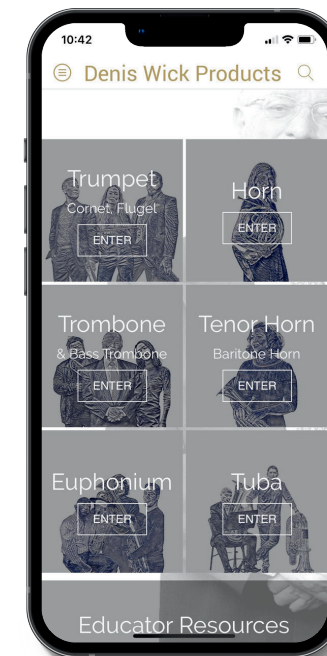 10:42
Denis Wick Products
Trumpet
Cornet, Flugel
ENTER
Horn
ENTER
Trombone
& Bass Trombone
ENTER
Tenor Horn
Baritone Horn
ENTER
Euphonium
ENTER
Tuba
ENTER
Educator Resources